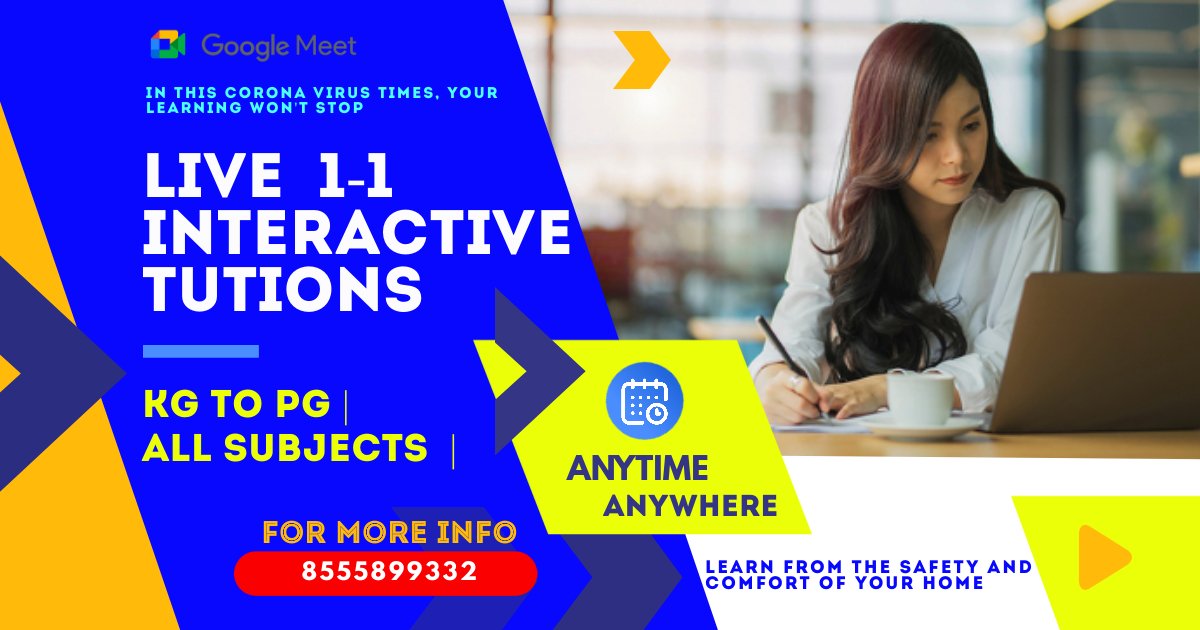 Google Meet
IN THIS CORONA VIRUS TIMES, YOUR
LEARNING WON'T STOP
LIVE 1-1
INTERACTIVE
TUTIONS
KG TO PG |
ALL SUBJECTS |
ANYTIME
ANYWHERE
FOR MORE INFO
8555899332
LEARN FROM THE SAFETY AND
COMFORT OF YOUR HOME